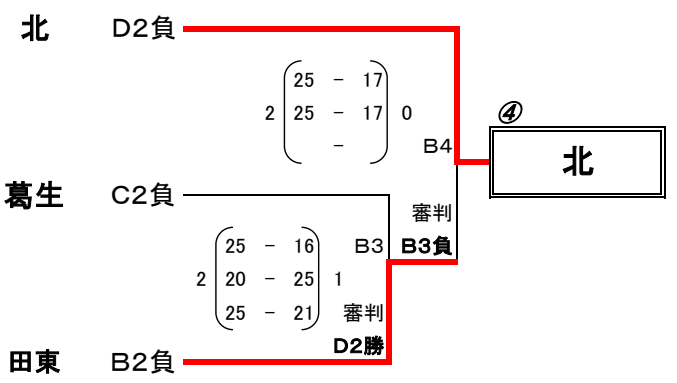 北 D2負
25 - 17
④
2 25 - 17 0
- B4
北
葛生 C2負
審判
25 - 16 B3 B3負
2 20 - 25 1
25 - 21 審判
D2勝
田東 B2負